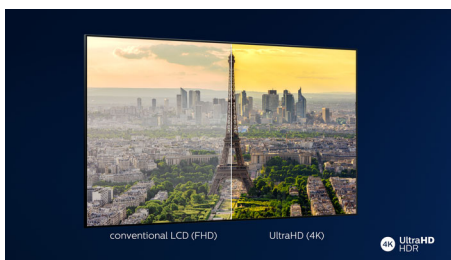 conventional LCD (FHD)
UltraHD (4K)
4K
UltraHD
HDR